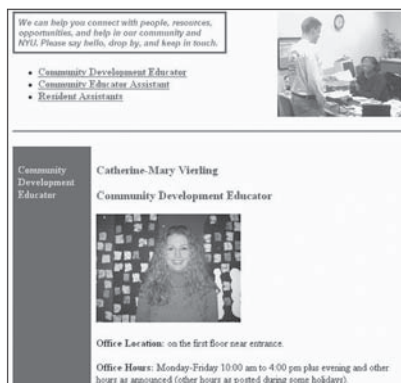 We can help you connect with people, resources,
opportunities, and help in our community and
NYU. Please say hello, drop by, and keep in touch.
• Community Development Educator
• Community Educator Assistant
• Resident Assistants
Community
Development
Educator
Catherine-Mary Vierling
Community Development Educator
Office Location: on the first floor near entrance.
Office Hours: Monday-Friday 10:00 am to 4:00 pm plus evening and other
hours as announced (other hours as posted during some holidays).